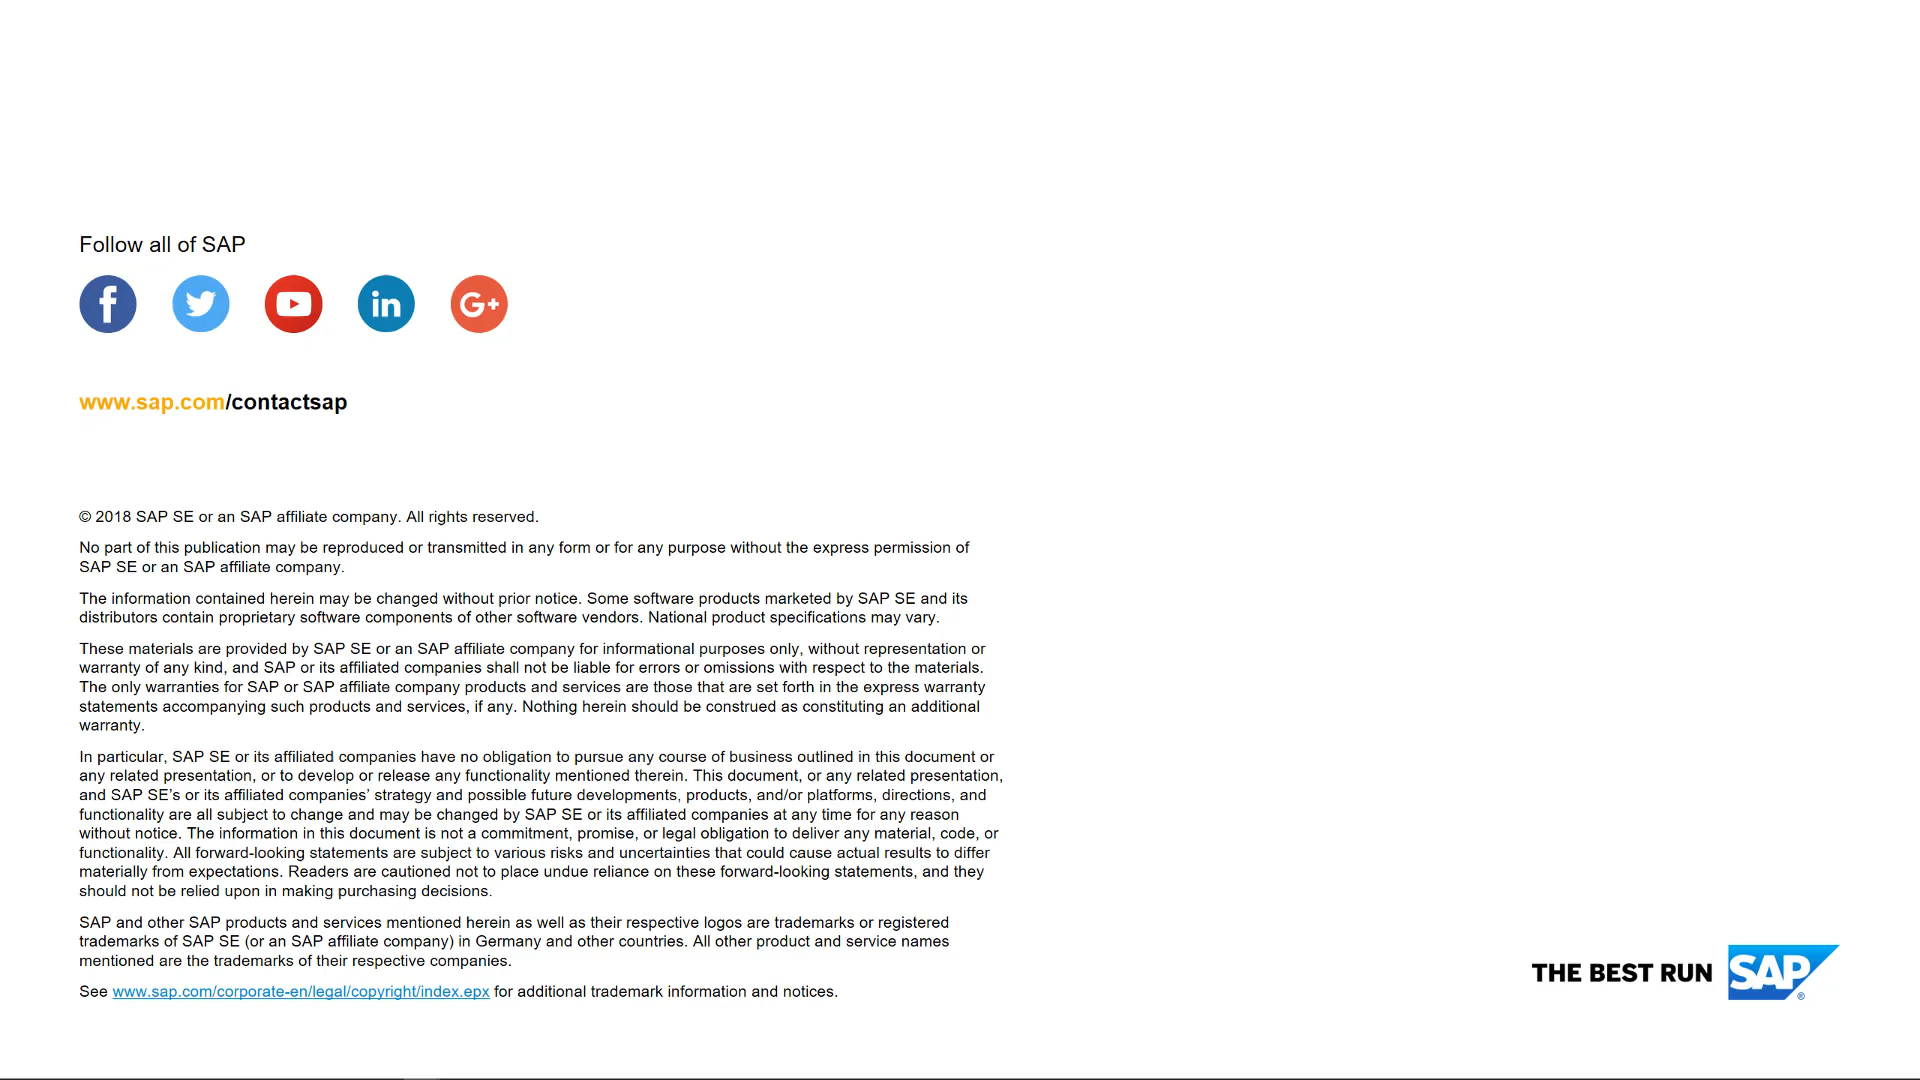 Follow all of SAP
f in G+
www.sap.com/contactsap
© 2018 SAP SE or an SAP affiliate company. All rights reserved.
No part of this publication may be reproduced or transmitted in any form or for any purpose without the express permission of
SAP SE or an SAP affiliate company.
The information contained herein may be changed without prior notice. Some software products marketed by SAP SE and its
distributors contain proprietary software components of other software vendors. National product specifications may vary.
These materials are provided by SAP SE or an SAP affiliate company for informational purposes only, without representation or
warranty of any kind, and SAP or its affiliated companies shall not be liable for errors or omissions with respect to the materials.
The only warranties for SAP or SAP affiliate company products and services are those that are set forth in the express warranty
statements accompanying such products and services, if any. Nothing herein should be construed as constituting an additional
warranty.
In particular, SAP SE or its affiliated companies have no obligation to pursue any course of business outlined in this document or
any related presentation, or to develop or release any functionality mentioned therein. This document, or any related presentation,
and SAP SE’s or its affiliated companies’ strategy and possible future developments, products, and/or platforms, directions, and
functionality are all subject to change and may be changed by SAP SE or its affiliated companies at any time for any reason
without notice. The information in this document is not a commitment, promise, or legal obligation to deliver any material, code, or
functionality. All forward-looking statements are subject to various risks and uncertainties that could cause actual results to differ
materially from expectations. Readers are cautioned not to place undue reliance on these forward-looking statements, and they
should not be relied upon in making purchasing decisions.
SAP and other SAP products and services mentioned herein as well as their respective logos are trademarks or registered
trademarks of SAP SE (or an SAP affiliate company) in Germany and other countries. All other product and service names
mentioned are the trademarks of their respective companies.
See www.sap.com/corporate-en/legal/copyright/index.epx for additional trademark information and notices.
THE BEST RUN SAP®